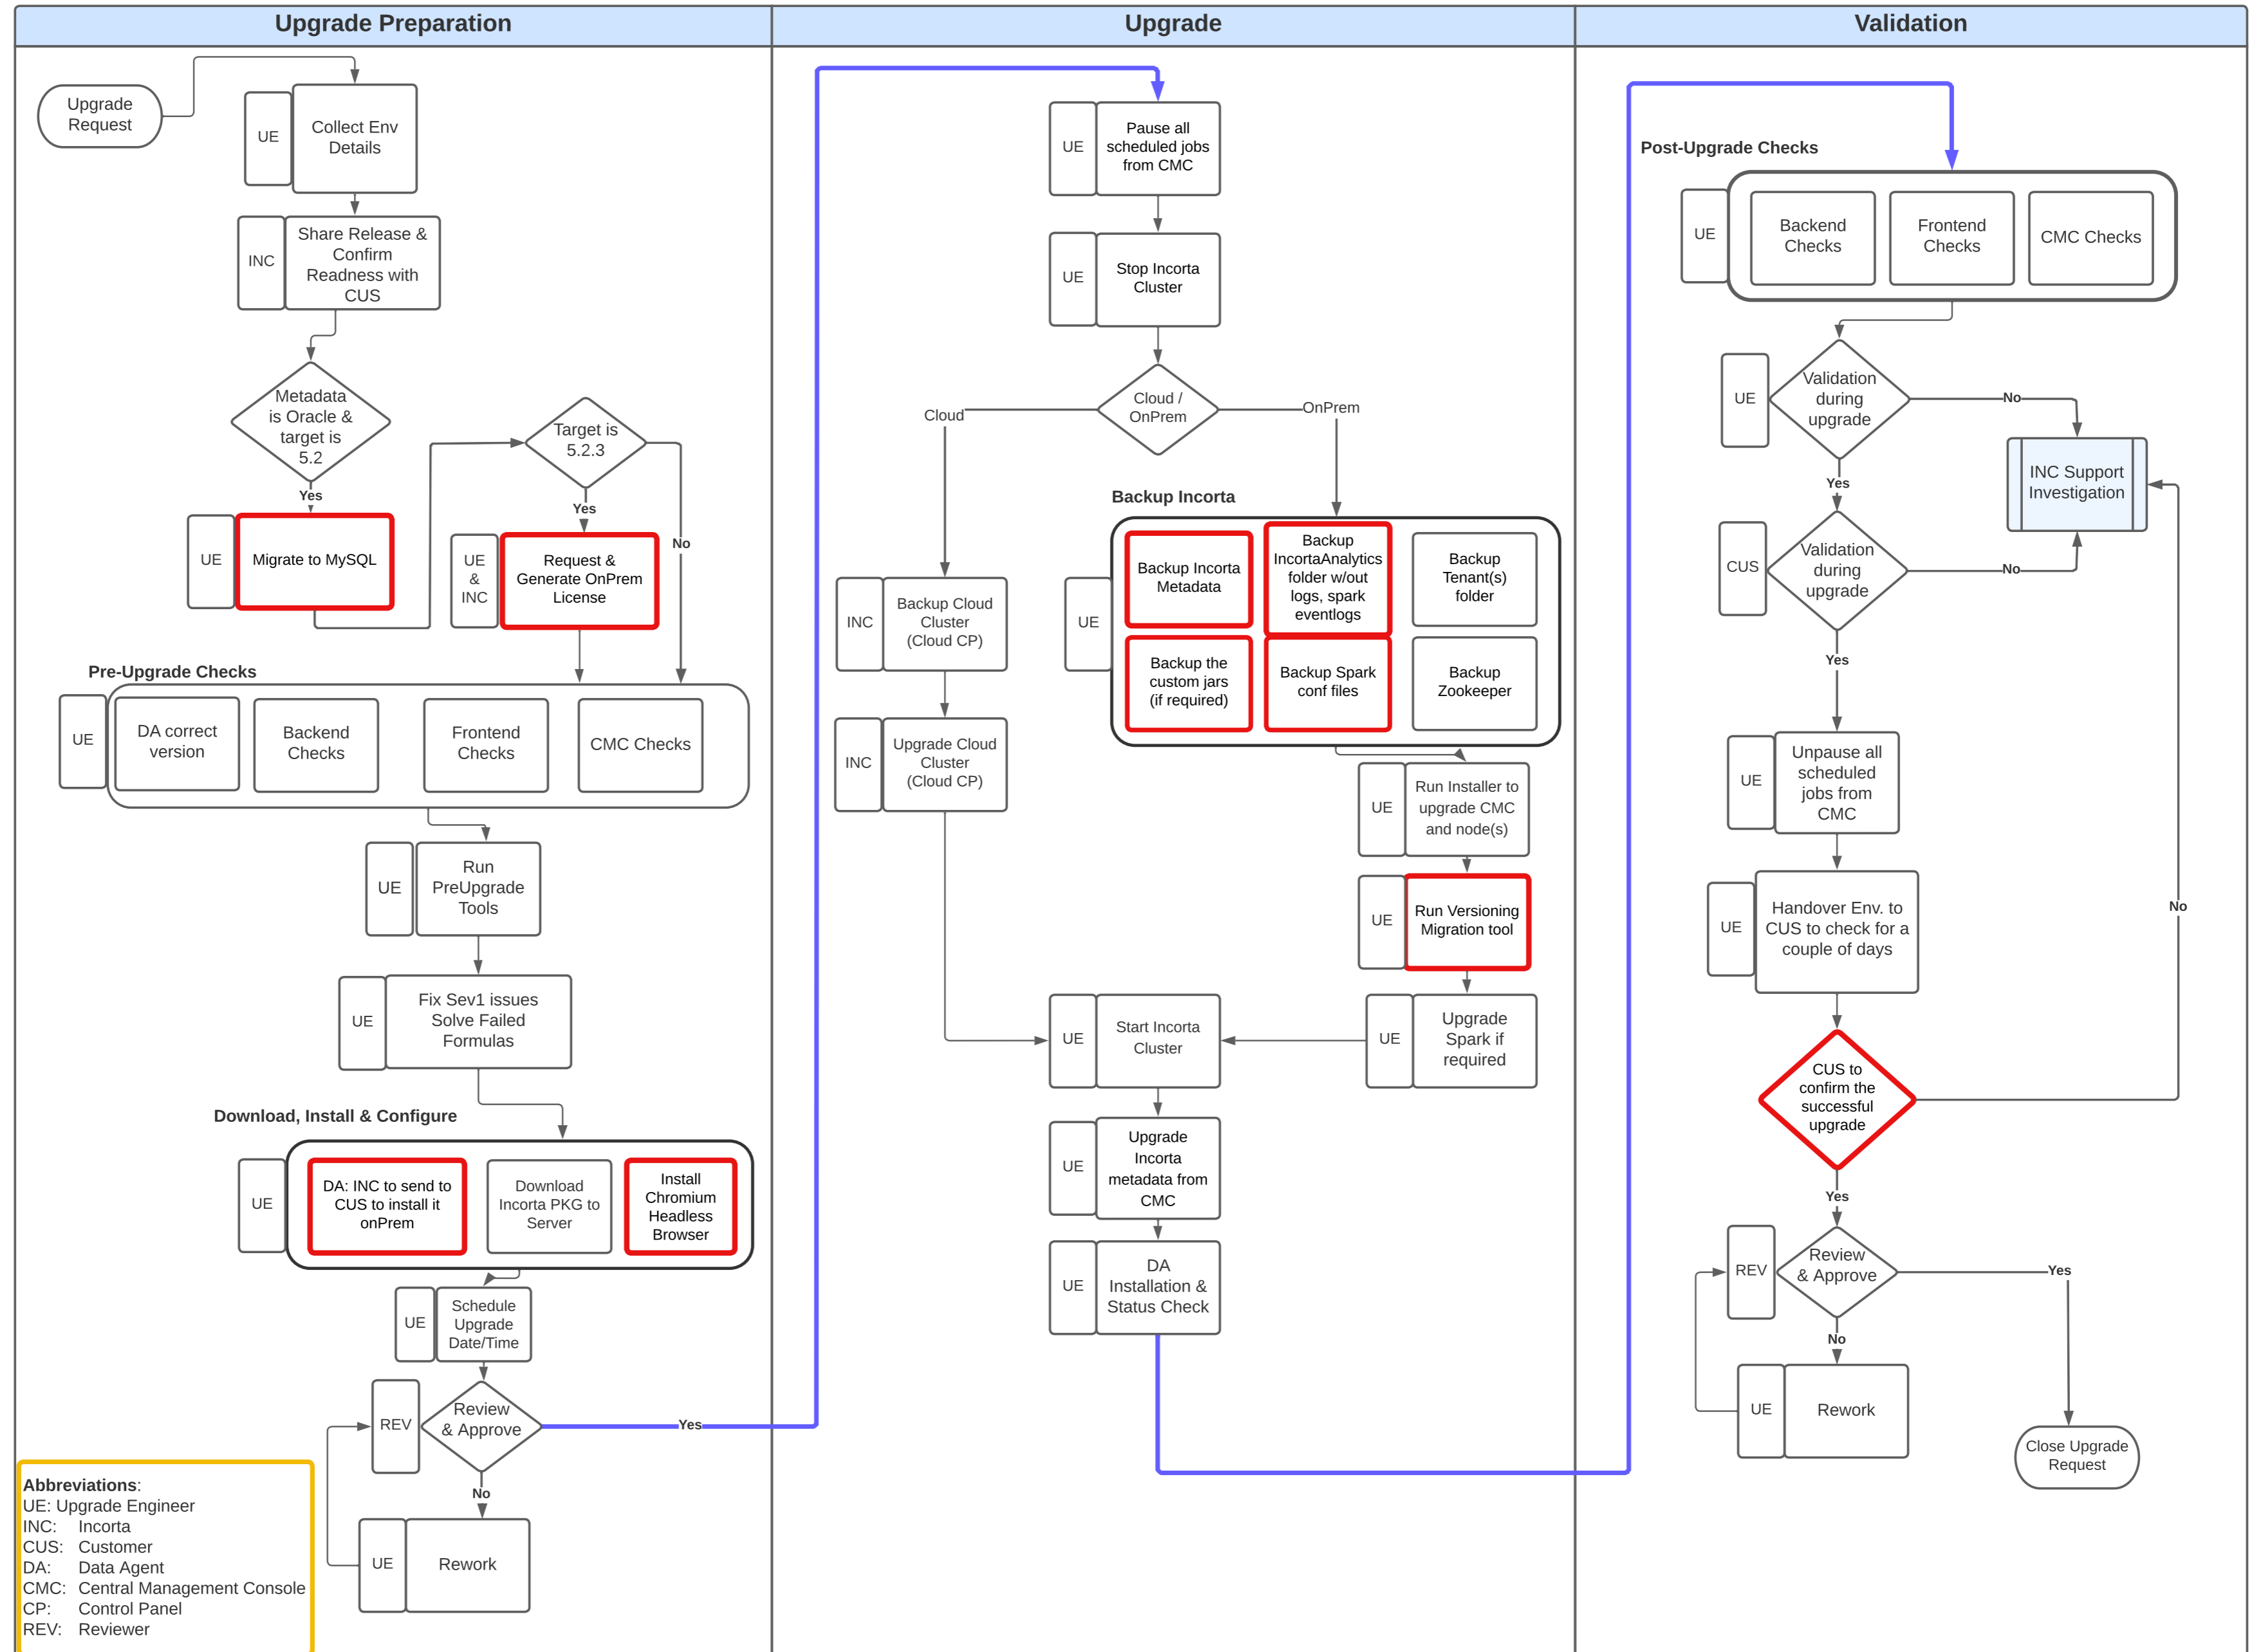 Upgrade Preparation
Upgrade
Request
UE
Collect Env
Details
INC
Share Release &
Confirm
Readness with
CUS
Metadata
is Oracle &
target is
5.2
Yes
UE
Migrate to MySQL
Target is
5.2.3
Yes
No
UE
&
INC
Request &
Generate OnPrem
License
Pre-Upgrade Checks
UE
DA correct
version
Backend
Checks
Frontend
Checks
CMC Checks
UE
Run
PreUpgrade
Tools
UE
Fix Sev1 issues
Solve Failed
Formulas
Download, Install & Configure
UE
DA: INC to send to
CUS to install it
onPrem
Download
Incorta PKG to
Server
Install
Chromium
Headless
Browser
UE
Schedule
Upgrade
Date/Time
REV
Review
& Approve
Yes
No
UE
Rework
Abbreviations:
UE: Upgrade Engineer
INC: Incorta
CUS: Customer
DA: Data Agent
CMC: Central Management Console
CP: Control Panel
REV: Reviewer
Upgrade
UE
Pause all
scheduled jobs
from CMC
UE
Stop Incorta
Cluster
Cloud /
OnPrem
Cloud
OnPrem
INC
Backup Cloud
Cluster
(Cloud CP)
INC
Upgrade Cloud
Cluster
(Cloud CP)
Backup Incorta
UE
Backup Incorta
Metadata
Backup
IncortaAnalytics
folder w/out
logs, spark
eventlogs
Backup
Tenant(s)
folder
Backup the
custom jars
(if required)
Backup Spark
conf files
Backup
Zookeeper
UE
Run Installer to
upgrade CMC
and node(s)
UE
Run Versioning
Migration tool
UE
Upgrade
Spark if
required
UE
Start Incorta
Cluster
UE
Upgrade
Incorta
metadata from
CMC
UE
DA
Installation &
Status Check
Validation
Post-Upgrade Checks
UE
Backend
Checks
Frontend
Checks
CMC Checks
UE
Validation
during
upgrade
No
Yes
INC Support
Investigation
CUS
Validation
during
upgrade
No
Yes
UE
Unpause all
scheduled
jobs from
CMC
UE
Handover Env. to
CUS to check for a
couple of days
No
CUS to
confirm the
successful
upgrade
Yes
REV
Review
& Approve
Yes
No
UE
Rework
Close Upgrade
Request